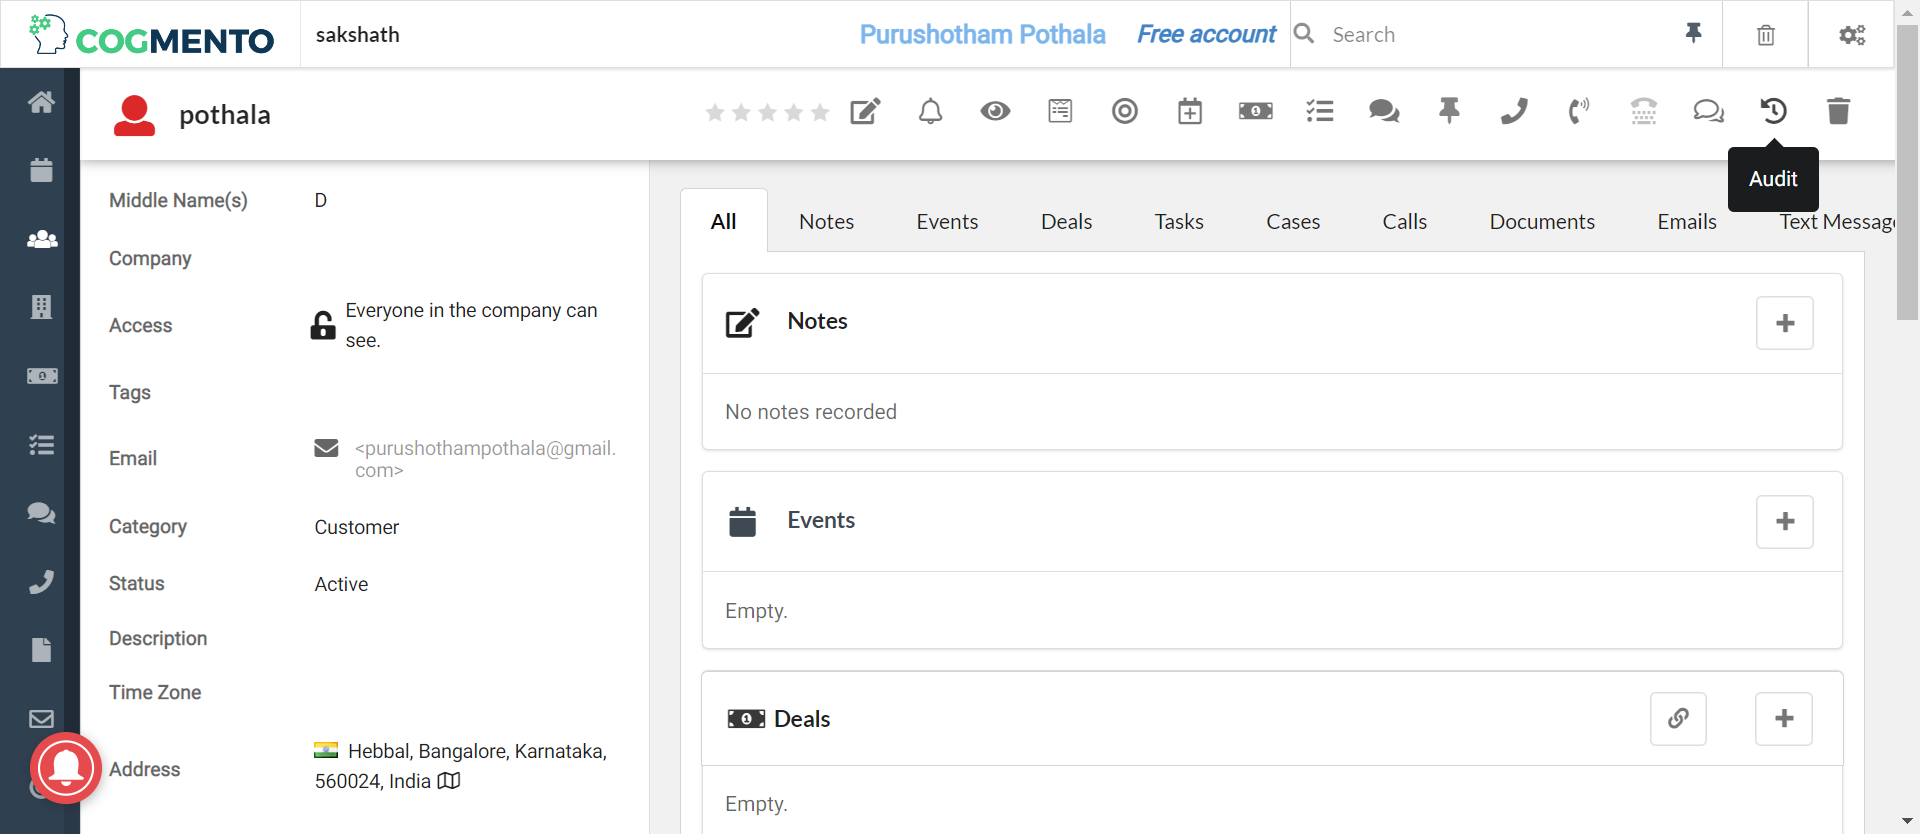 COGMENTO
sakshath
Purushotham Pothala
Free account
Search
pothala
Audit
Middle Name(s) D
Company
Access Everyone in the company can
see.
Tags
Email <purushothampothala@gmail.
com>
Category Customer
Status Active
Description
Time Zone
Address Hebbal, Bangalore, Karnataka,
560024, India
All Notes Events Deals Tasks Cases Calls Documents Emails Text Message
Notes
No notes recorded
Events
Empty.
Deals
Empty.